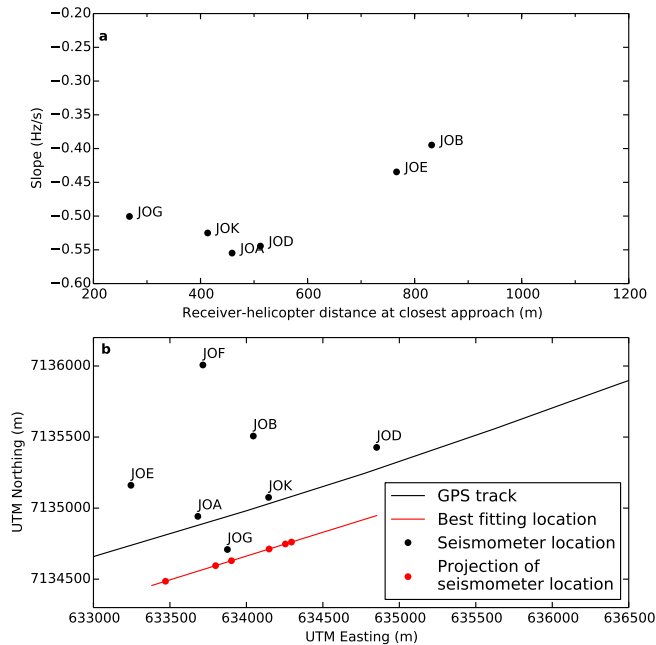 a
−0.20
−0.25
−0.30
−0.35
−0.40
−0.45
−0.50
−0.55
−0.60
Slope (Hz/s)
JOB
JOE
JOG
JOK
JOA
JOD
200 400 600 800 1000 1200
Receiver-helicopter distance at closest approach (m)
b
7136000
7135500
7135000
7134500
UTM Northing (m)
JOF
JOB
JOD
JOE
JOK
JOA
JOG
GPS track
Best fitting location
Seismometer location
Projection of
seismometer location
633000 633500 634000 634500 635000 635500 636000 636500
UTM Easting (m)